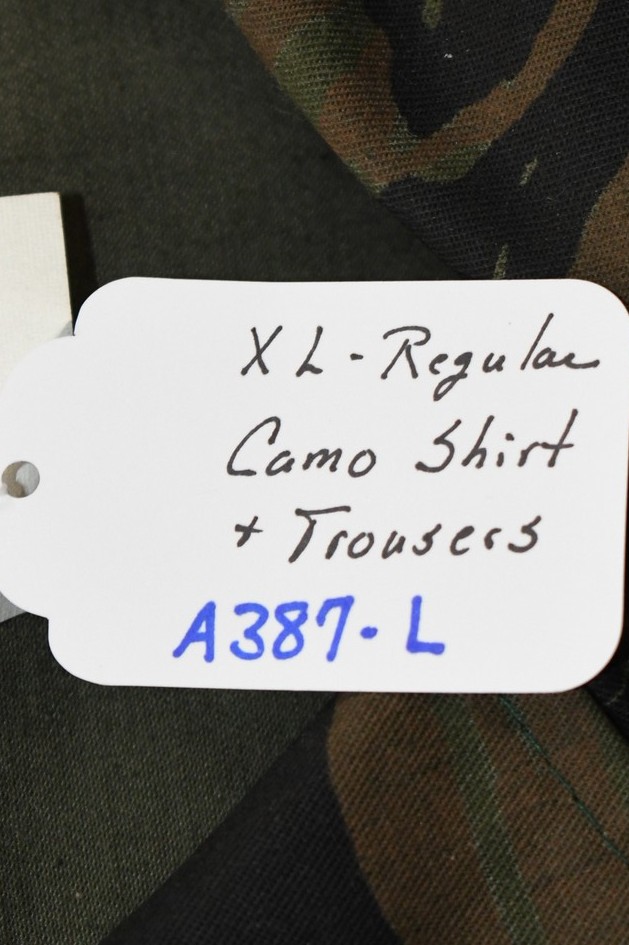 XL-Regular
Camo Shirt
+ Trousers
A387-L